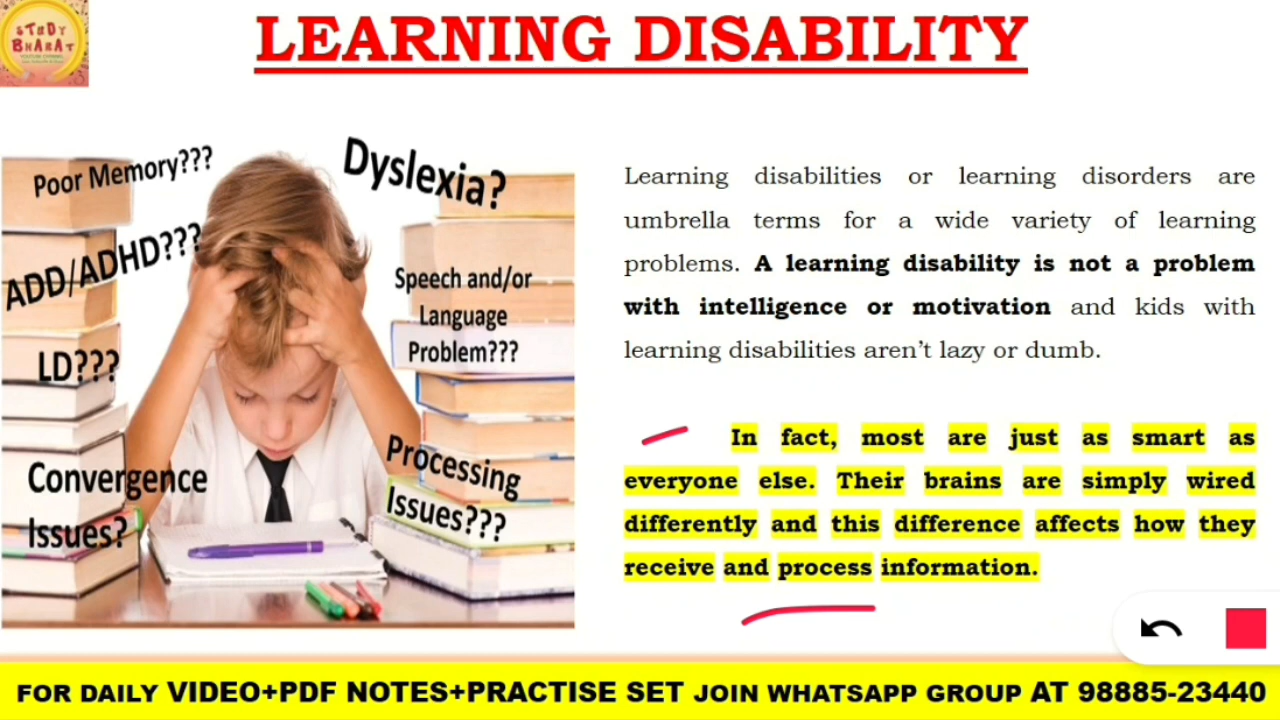 STUDY
BHARAT
YOUTUBE CHANNEL
LEARNING DISABILITY
Poor Memory???
Dyslexia?
ADD/ADHD???
Speech and/or
Language
Problem???
LD???
Convergence
Issues?
Processing
Issues???
Learning disabilities or learning disorders are
umbrella terms for a wide variety of learning
problems. A learning disability is not a problem
with intelligence or motivation and kids with
learning disabilities aren't lazy or dumb.
In fact, most are just as smart as
everyone else. Their brains are simply wired
differently and this difference affects how they
receive and process information.
FOR DAILY VIDEO+PDF NOTES+PRACTISE SET JOIN WHATSAPP GROUP AT 98885-23440